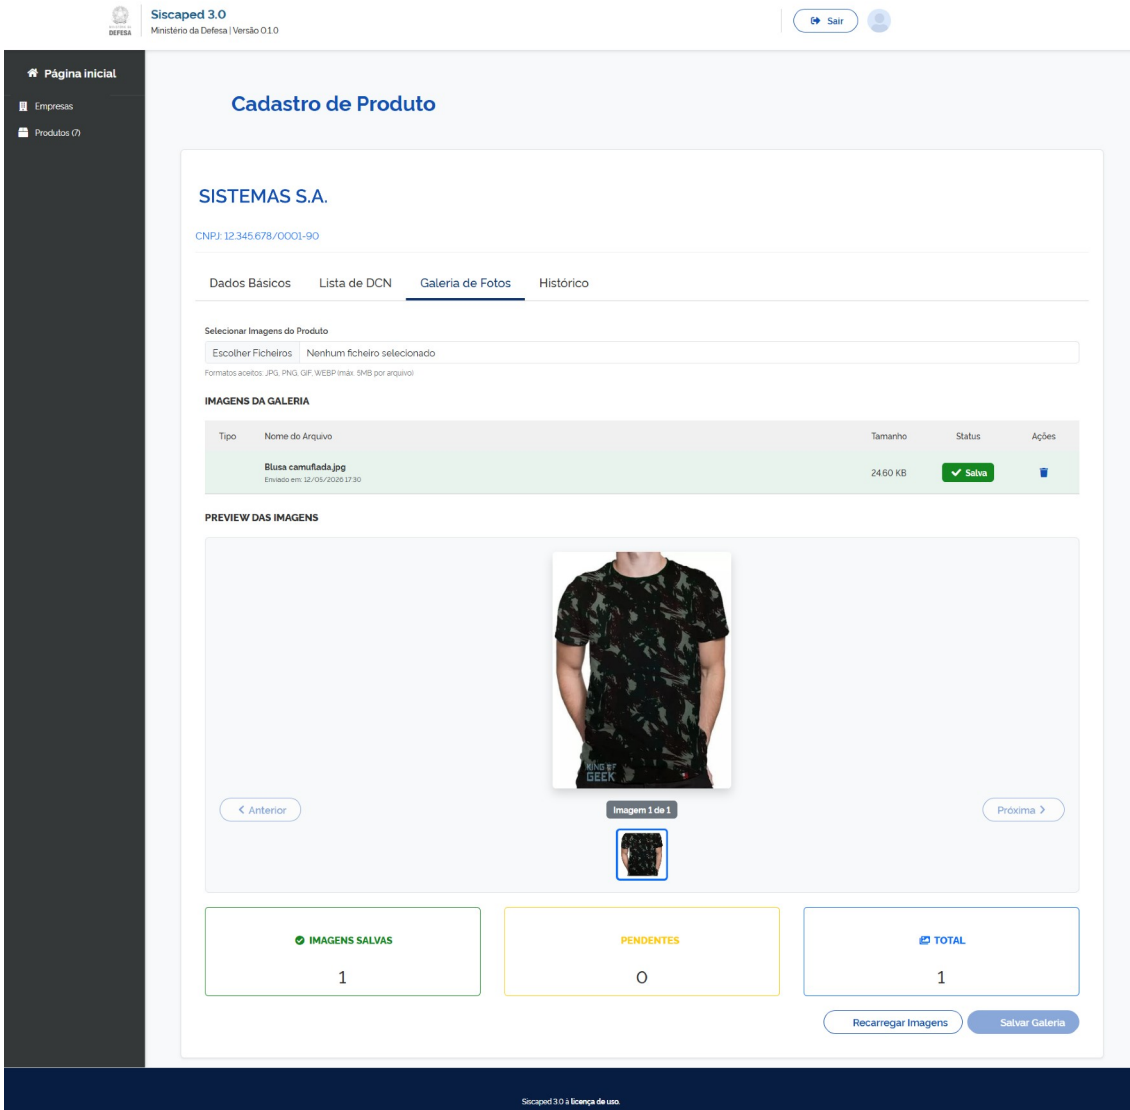 Siscaped 3.0
Ministério da Defesa | Versão 0.1.0
DEFESA
Sair
Página inicial
Empresas
Produtos (7)
Cadastro de Produto
SISTEMAS S.A.
CNPJ: 12.345.678/0001-90
Dados Básicos Lista de DCN Galeria de Fotos Histórico
Selecionar Imagens do Produto
Escolher Ficheiros Nenhum ficheiro selecionado
Formatos aceitos: JPG, PNG, GIF, WEBP (máx. 5MB por arquivo)
IMAGENS DA GALERIA
Tipo Nome do Arquivo Tamanho Status Ações
Blusa camuflada.jpg
Enviado em: 12/05/2026 17:30
24.60 KB Salva
PREVIEW DAS IMAGENS
KING OF
GEEK
Anterior Imagem 1 de 1 Próxima
IMAGENS SALVAS PENDENTES TOTAL
1 0 1
Recarregar Imagens Salvar Galeria
Siscaped 3.0 à licença de uso.